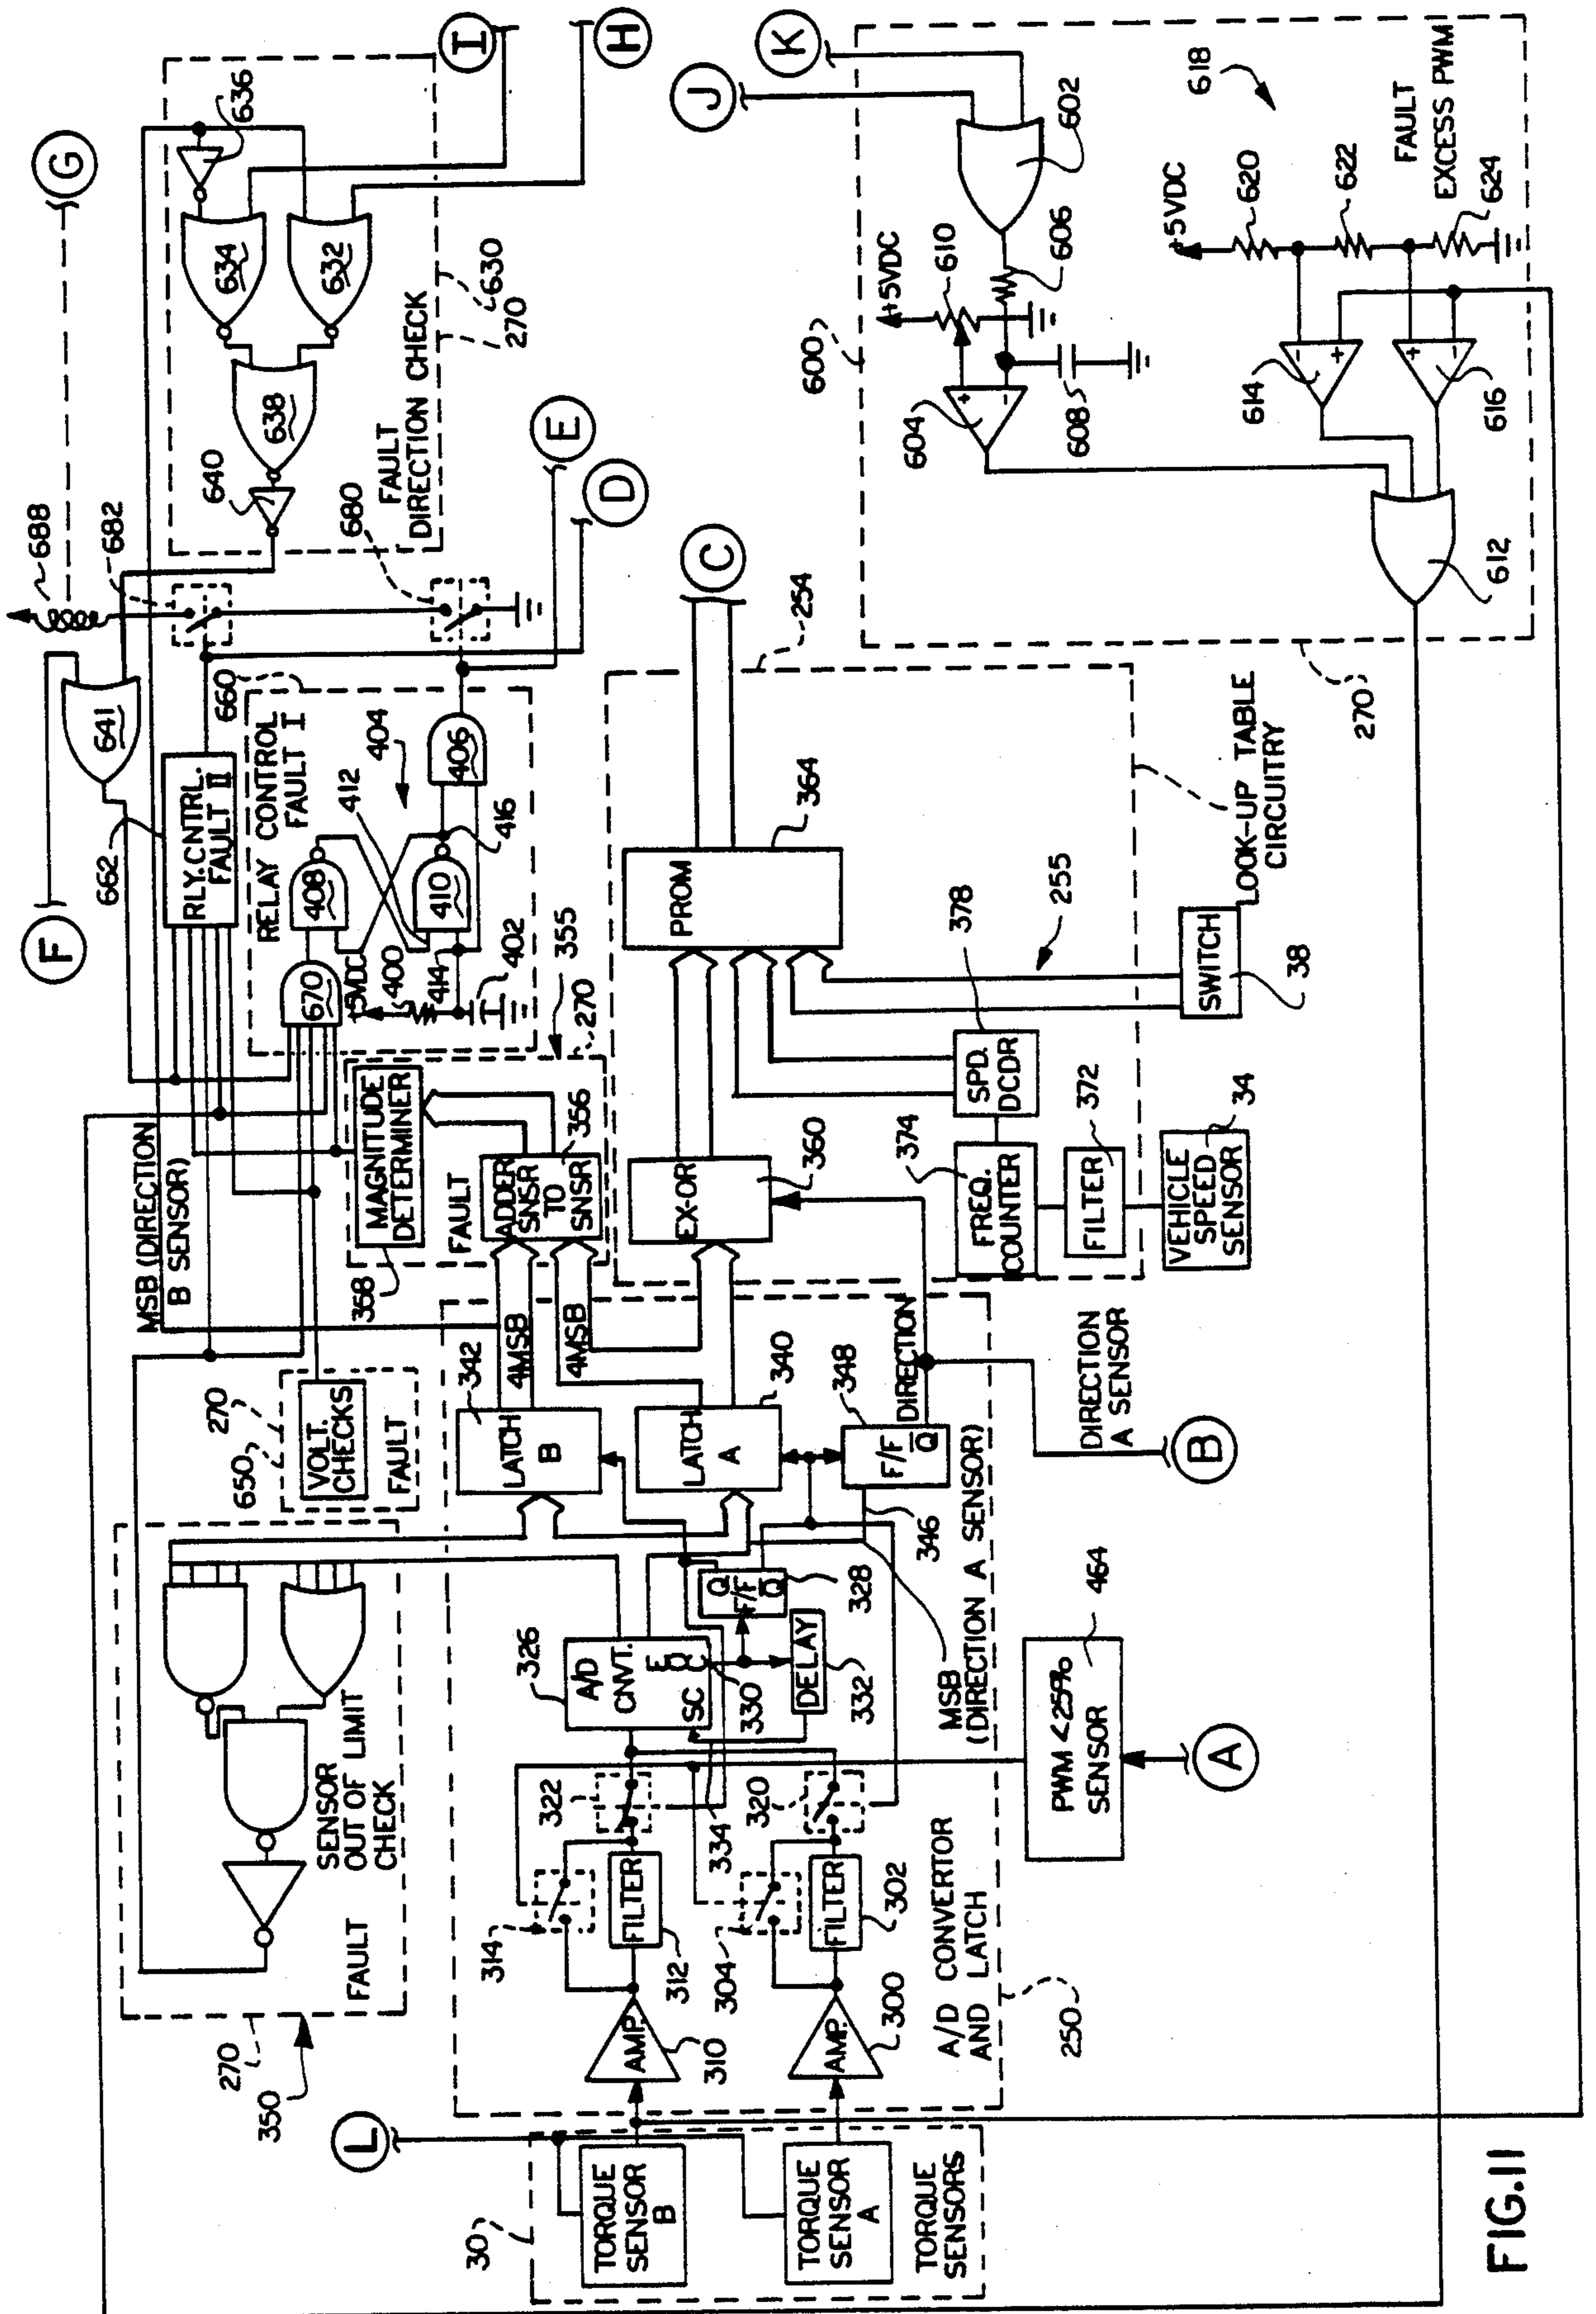 G
688
682
636
634
632
638
640
FAULT
DIRECTION CHECK
630
270
I
H
F
641
662
RLY. CNTRL.
FAULT II
660
680
E
D
RELAY CONTROL
FAULT I
404
406
408
410
412
414
416
670
+5VDC
400
402
355
270
MSB (DIRECTION
B SENSOR)
MAGNITUDE
DETERMINER
368
FAULT
ADDER
SNSR
TO
SNSR
366
270
650
VOLT.
CHECKS
FAULT
SENSOR
OUT OF LIMIT
CHECK
FAULT
270
350
L
30
TORQUE
SENSOR
B
TORQUE
SENSOR
A
TORQUE
SENSORS
AMP.
310
AMP.
300
FILTER
312
314
FILTER
302
304
322
320
334
326
A/D
CNVT.
EOC
SC
330
DELAY
332
Q
F/F
Q
328
342
LATCH
B
4MSB
4MSB
LATCH
A
340
348
F/F
Q
346
DIRECTION
MSB
(DIRECTION A SENSOR)
A/D CONVERTOR
AND LATCH
250
PWM <25%
SENSOR
464
A
DIRECTION
A SENSOR
B
EX-OR
360
PROM
364
C
254
374
FREQ.
COUNTER
SPD.
DCDR
378
FILTER
372
VEHICLE
SPEED
SENSOR
34
255
SWITCH
38
LOOK-UP TABLE
CIRCUITRY
J
K
600
602
604
606
608
610
+5VDC
612
614
616
618
+5VDC
620
622
624
FAULT
EXCESS PWM
270
FIG.11